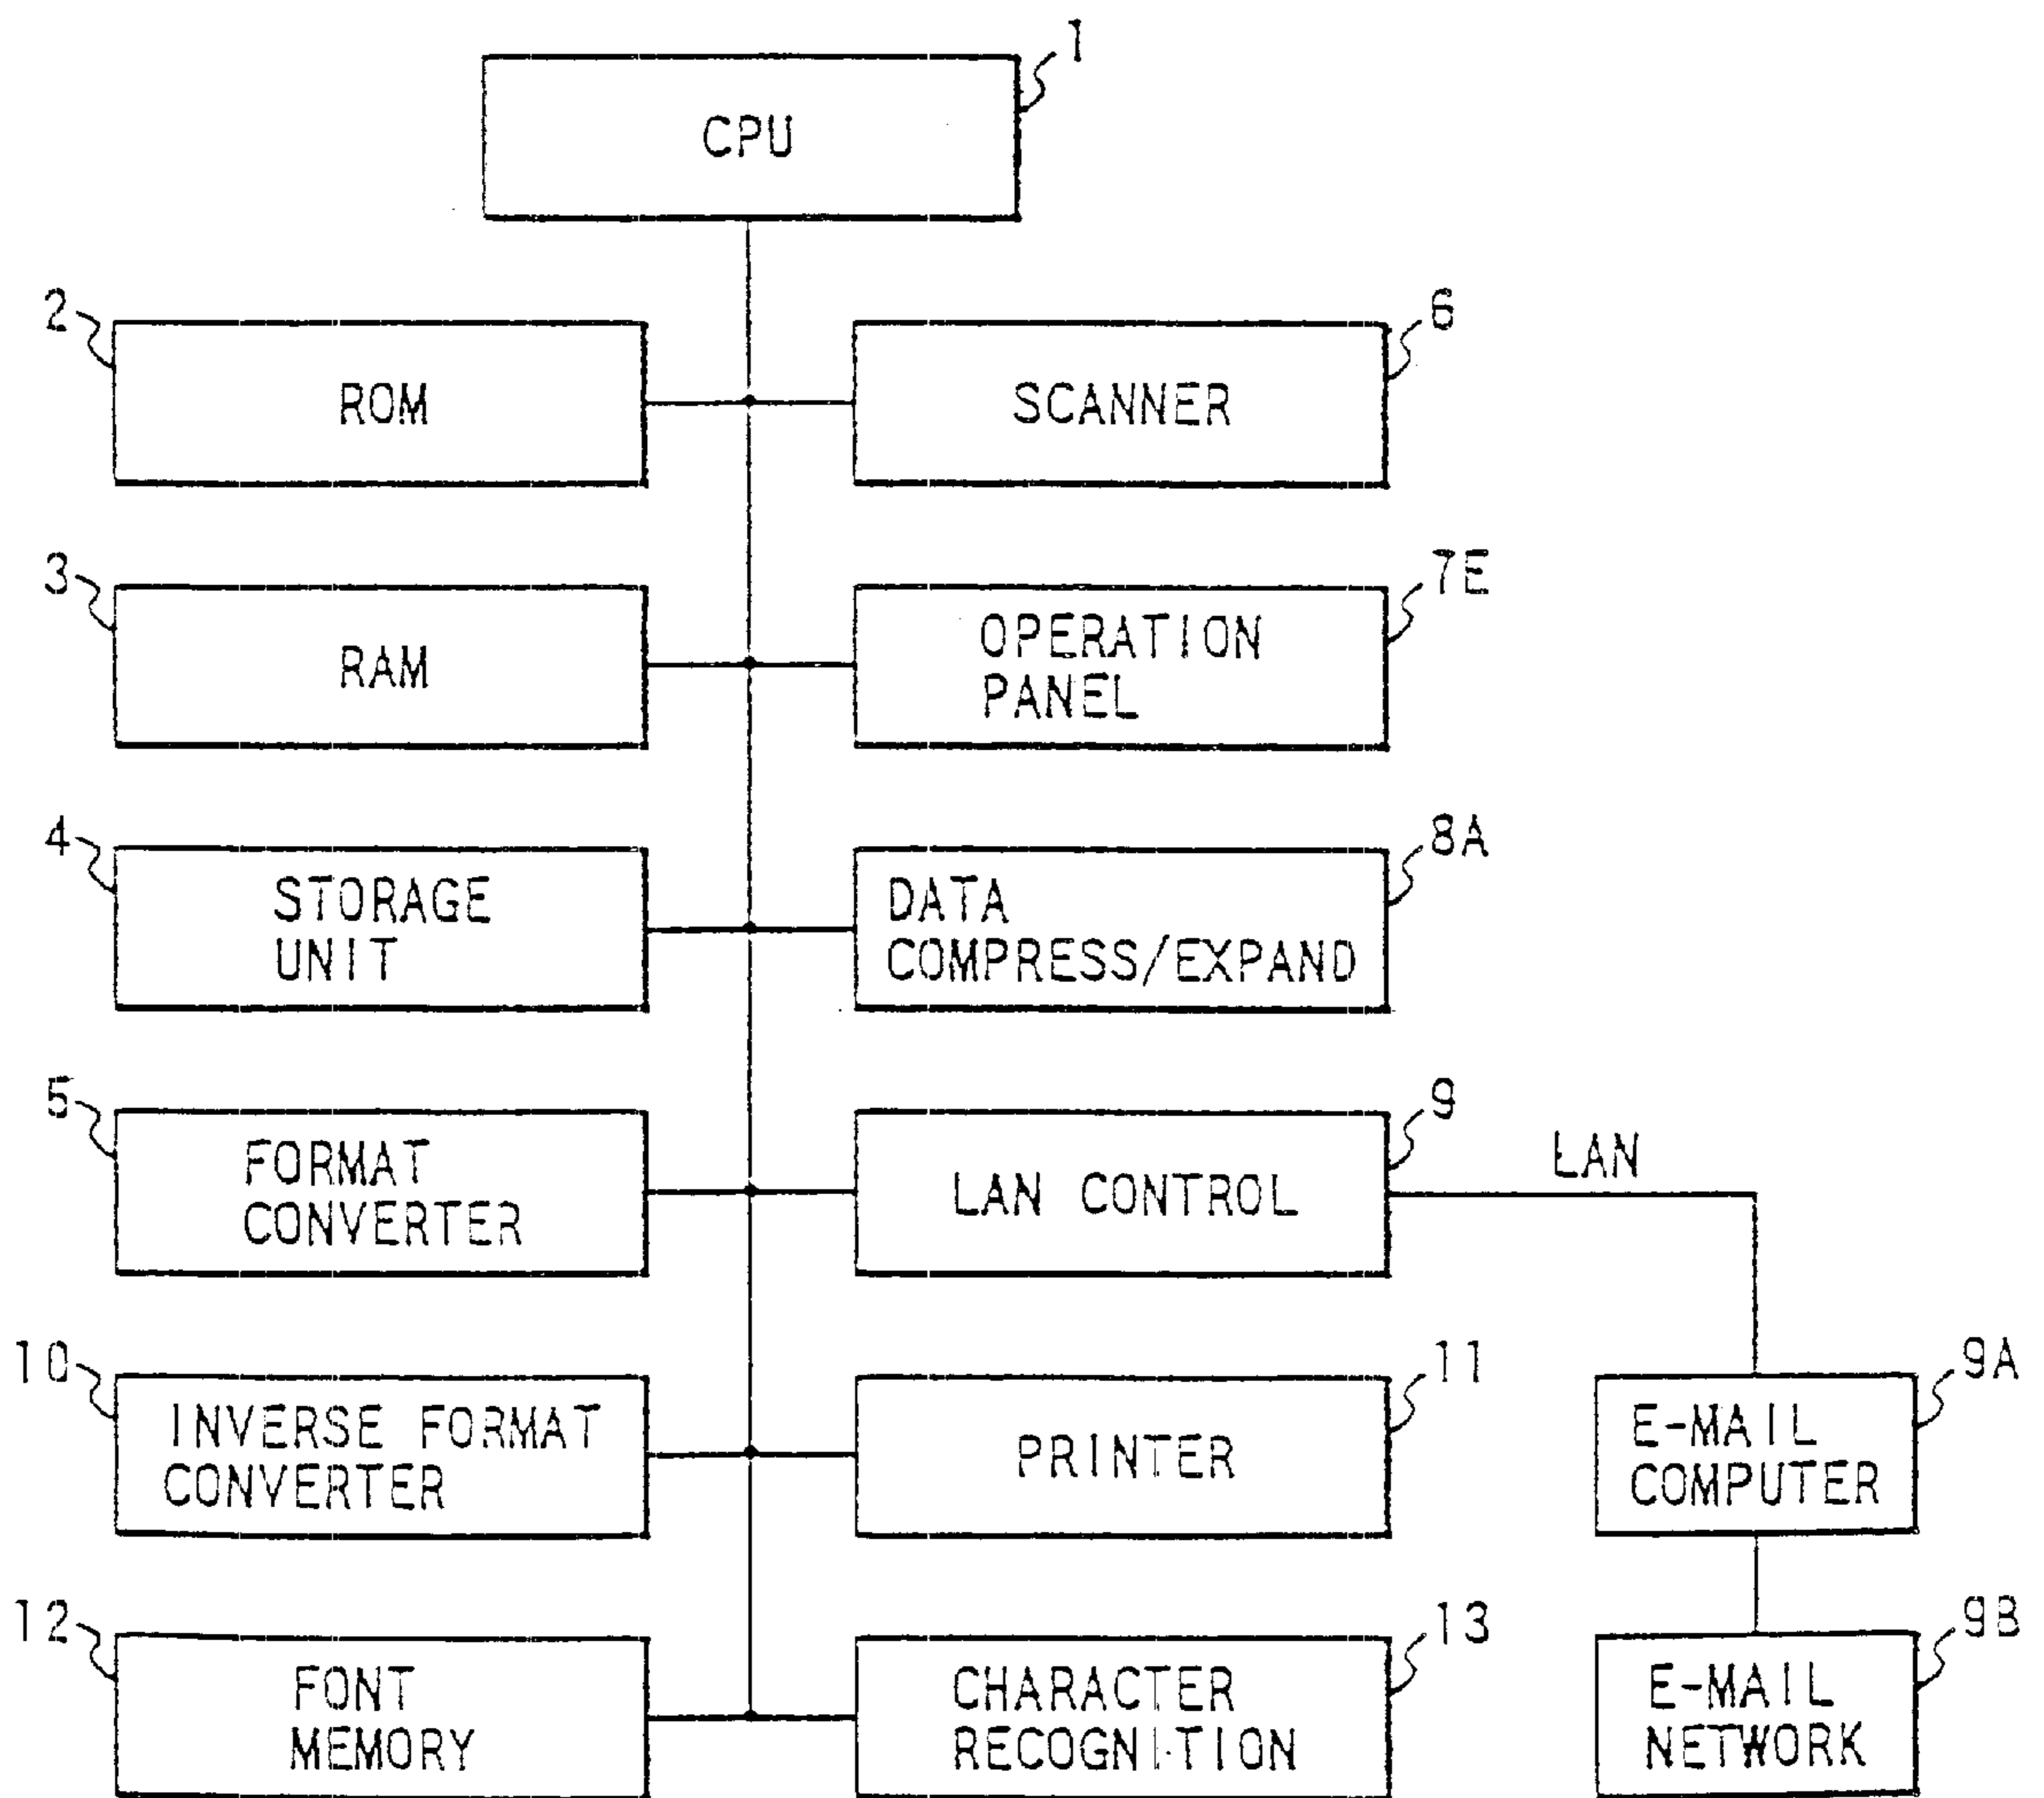 1
CPU
2
ROM
6
SCANNER
3
RAM
7E
OPERATION
PANEL
4
STORAGE
UNIT
8A
DATA
COMPRESS/EXPAND
5
FORMAT
CONVERTER
9
LAN CONTROL
LAN
10
INVERSE FORMAT
CONVERTER
11
PRINTER
9A
E-MAIL
COMPUTER
12
FONT
MEMORY
13
CHARACTER
RECOGNITION
9B
E-MAIL
NETWORK